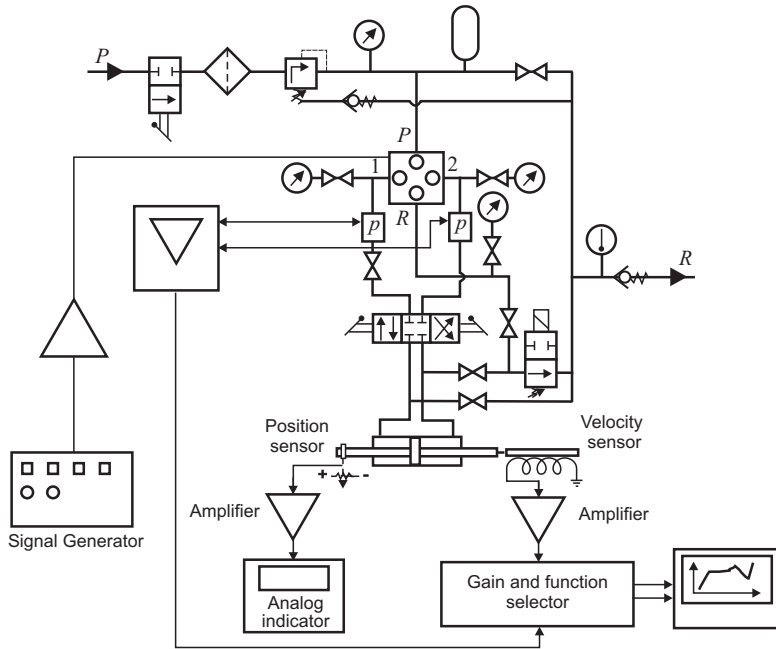 P
P
1
2
R
p
p
R
Position
sensor
Velocity
sensor
+
-
Amplifier
Amplifier
Signal Generator
Analog
indicator
Gain and function
selector